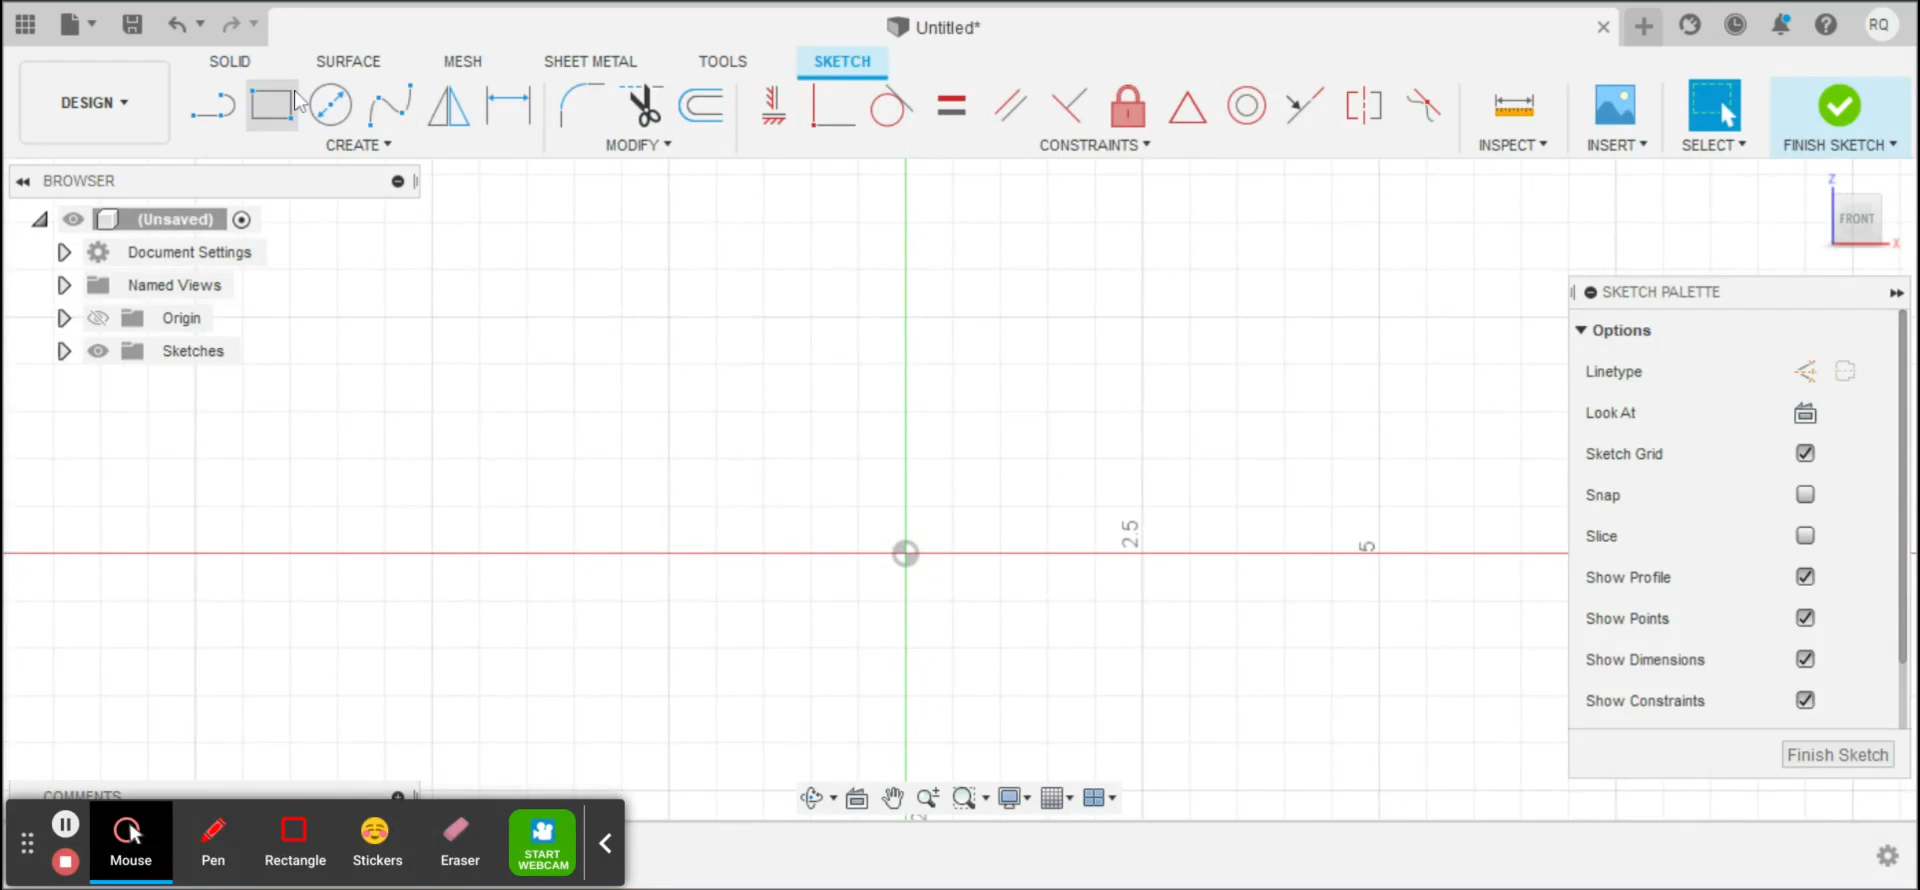 Untitled*
RQ
SOLID
SURFACE
MESH
SHEET METAL
TOOLS
SKETCH
DESIGN
CREATE
MODIFY
CONSTRAINTS
INSPECT
INSERT
SELECT
FINISH SKETCH
BROWSER
(Unsaved)
Document Settings
Named Views
Origin
Sketches
Z
FRONT
X
SKETCH PALETTE
Options
Linetype
Look At
Sketch Grid
Snap
Slice
Show Profile
Show Points
Show Dimensions
Show Constraints
Finish Sketch
2.5
5
COMMENTS
Mouse
Pen
Rectangle
Stickers
Eraser
START
WEBCAM